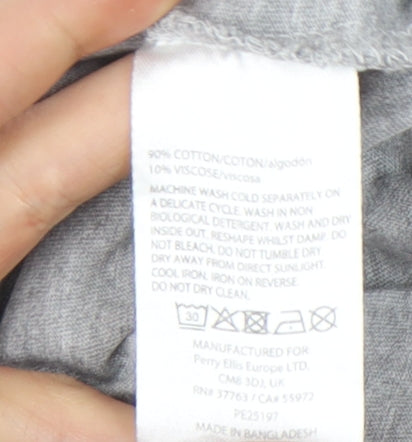 90% COTTON/COTON/algodón
10% VISCOSE/viscosa
MACHINE WASH COLD SEPARATELY ON
A DELICATE CYCLE. WASH IN NON
BIOLOGICAL DETERGENT. WASH AND DRY
INSIDE OUT. RESHAPE WHILST DAMP. DO
NOT BLEACH. DO NOT TUMBLE DRY.
DRY AWAY FROM DIRECT SUNLIGHT.
COOL IRON. IRON ON REVERSE.
DO NOT DRY CLEAN.
30
MANUFACTURED FOR
Perry Ellis Europe LTD.
CM8 3DJ, UK
RN# 37763 / CA# 55972
PE25197
MADE IN BANGLADESH